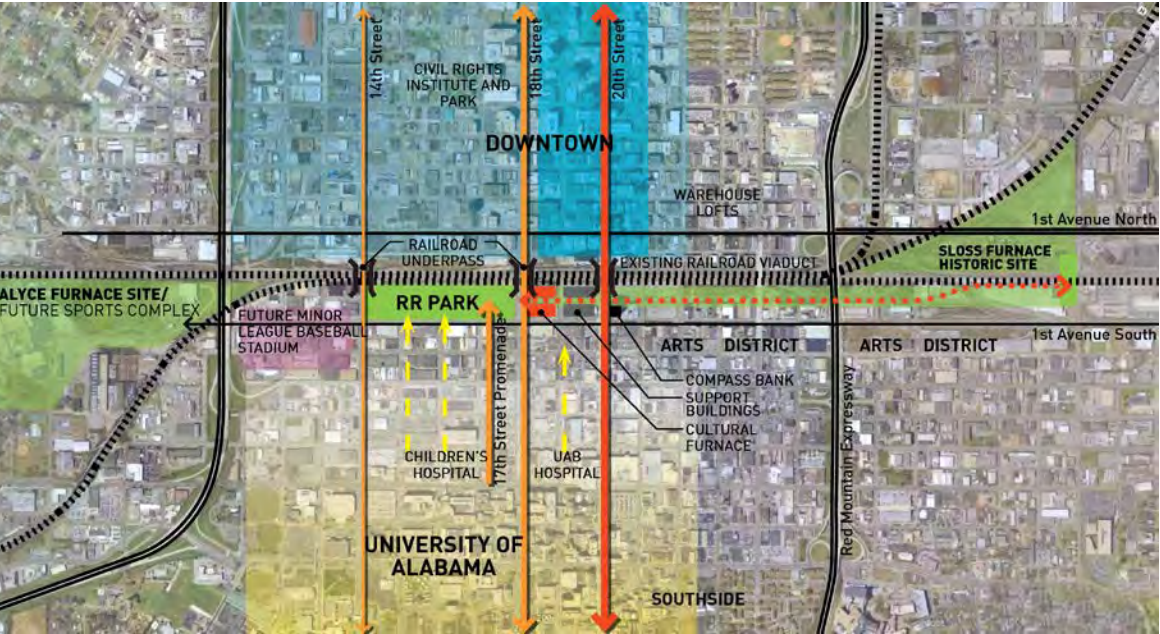 14th Street
18th Street
20th Street
CIVIL RIGHTS
INSTITUTE AND
PARK
DOWNTOWN
WAREHOUSE
LOFTS
1st Avenue North
RAILROAD
UNDERPASS
EXISTING RAILROAD VIADUCT
SLOSS FURNACE
HISTORIC SITE
ALYCE FURNACE SITE/
FUTURE SPORTS COMPLEX
RR PARK
FUTURE MINOR
LEAGUE BASEBALL
STADIUM
1st Avenue South
ARTS DISTRICT
ARTS DISTRICT
17th Street Promenade
COMPASS BANK
SUPPORT
BUILDINGS
CULTURAL
FURNACE
CHILDREN'S
HOSPITAL
UAB
HOSPITAL
Red Mountain Expressway
UNIVERSITY OF
ALABAMA
SOUTHSIDE